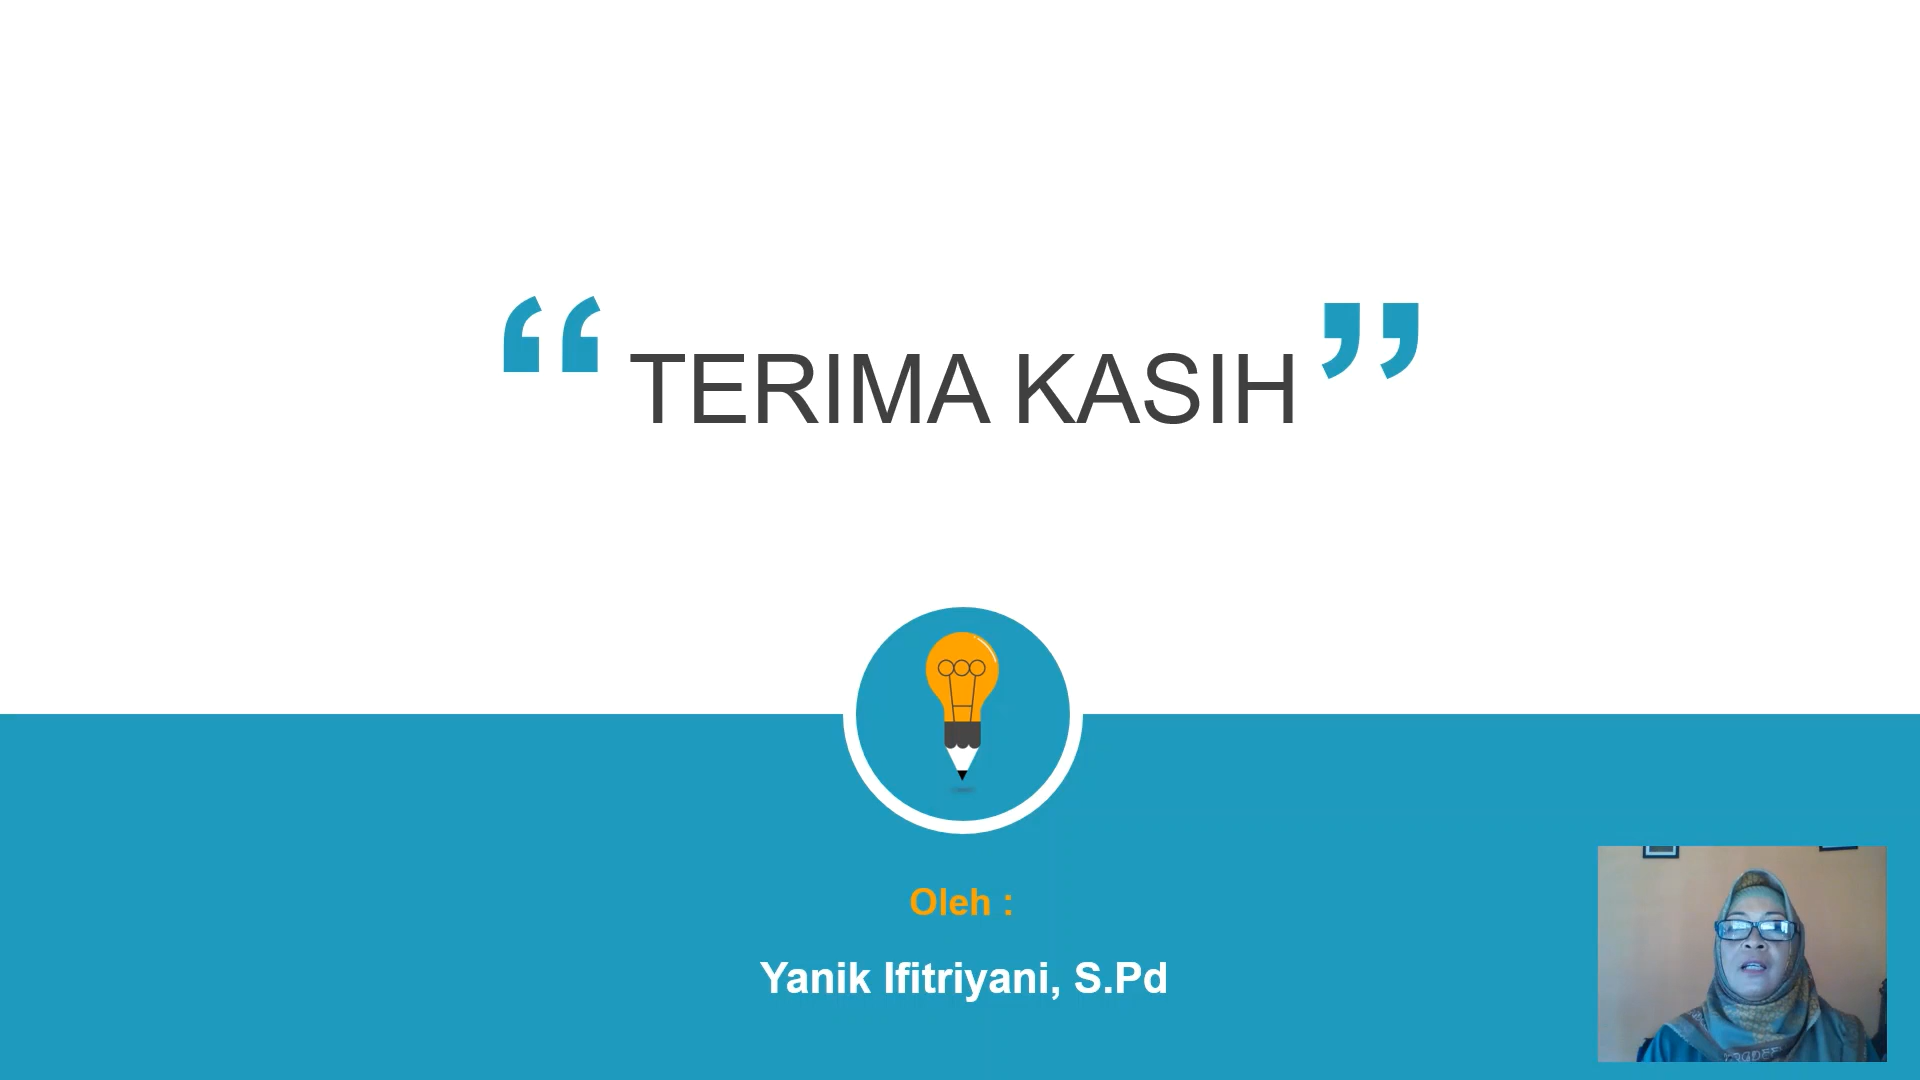 “ TERIMA KASIH ”
Oleh :
Yanik Ifitriyani, S.Pd